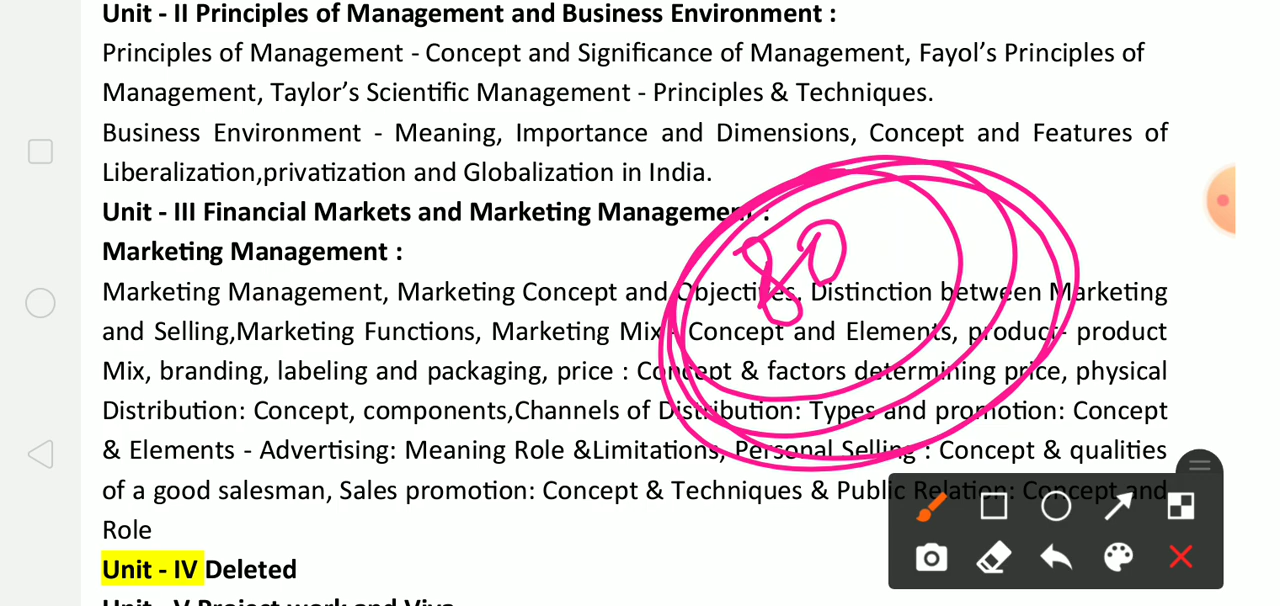 Unit - II Principles of Management and Business Environment :
Principles of Management - Concept and Significance of Management, Fayol’s Principles of
Management, Taylor’s Scientific Management - Principles & Techniques.
Business Environment - Meaning, Importance and Dimensions, Concept and Features of
Liberalization,privatization and Globalization in India.
Unit - III Financial Markets and Marketing Management :
80
Marketing Management :
Marketing Management, Marketing Concept and Objectives, Distinction between Marketing
and Selling,Marketing Functions, Marketing Mix - Concept and Elements, product- product
Mix, branding, labeling and packaging, price : Concept & factors determining price, physical
Distribution: Concept, components,Channels of Distribution: Types and promotion: Concept
& Elements - Advertising: Meaning Role &Limitations, Personal Selling : Concept & qualities
of a good salesman, Sales promotion: Concept & Techniques & Public Relation: Concept and
Role
Unit - IV Deleted
Unit - V Project work and Viva